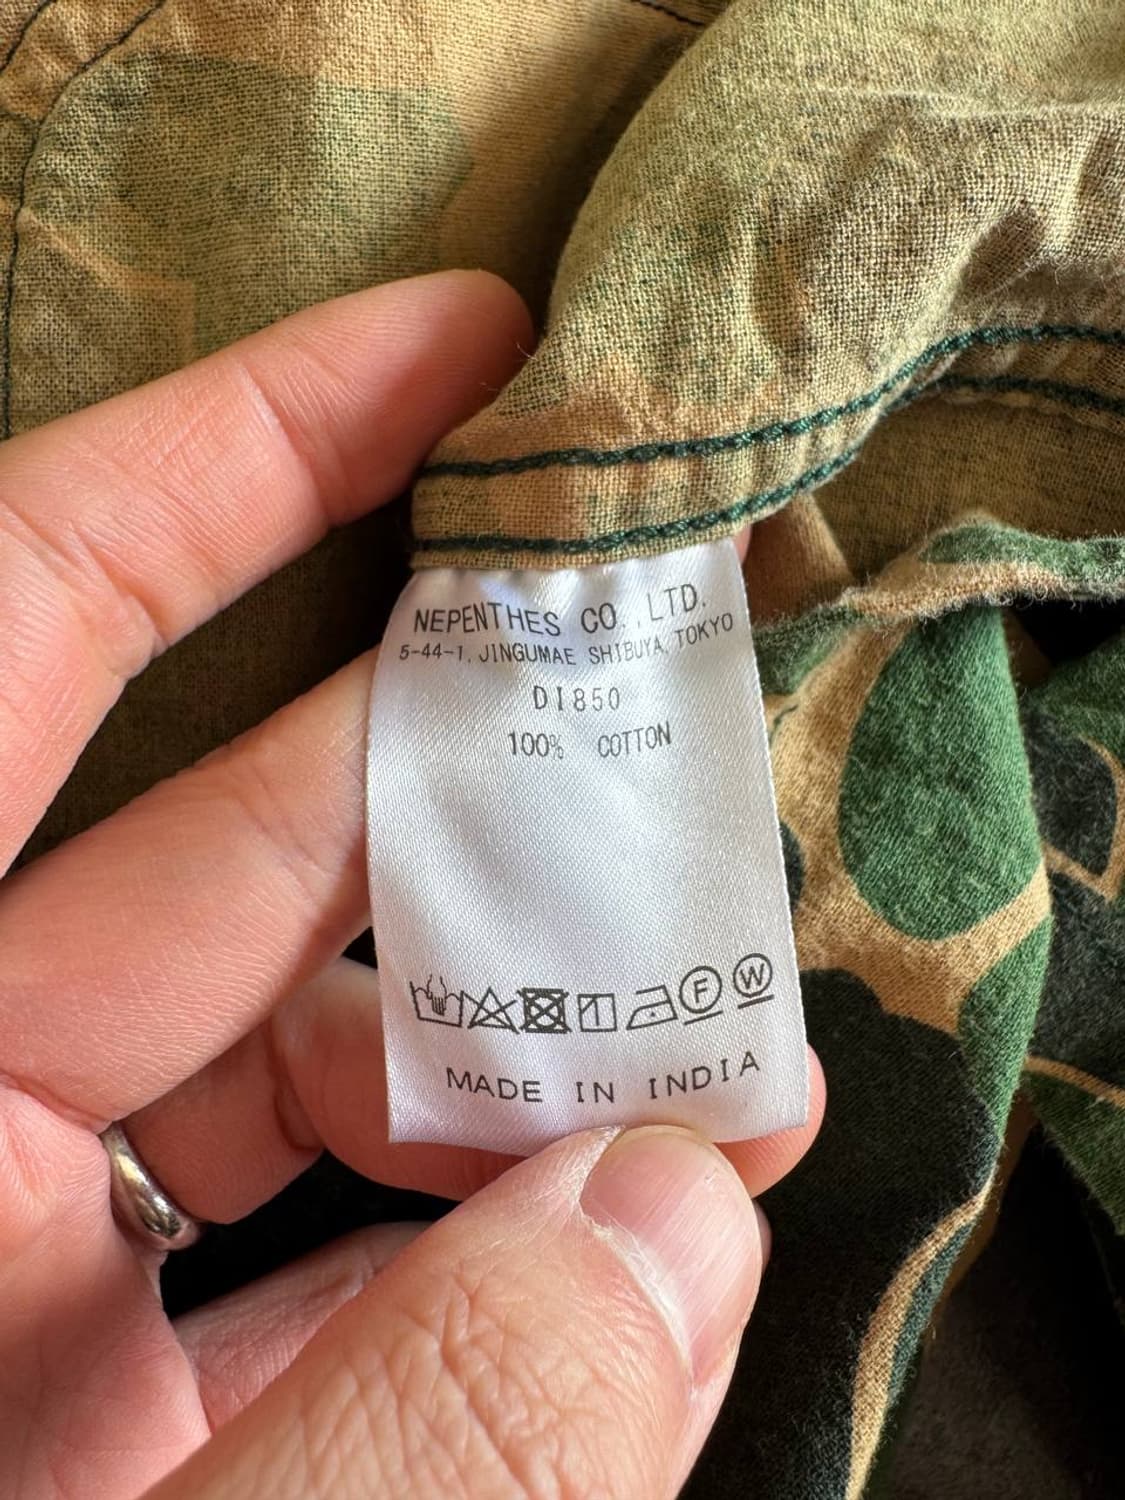 NEPENTHES CO.,LTD.
5-44-1, JINGUMAE SHIBUYA, TOKYO
DI850
100% COTTON
F W
MADE IN INDIA